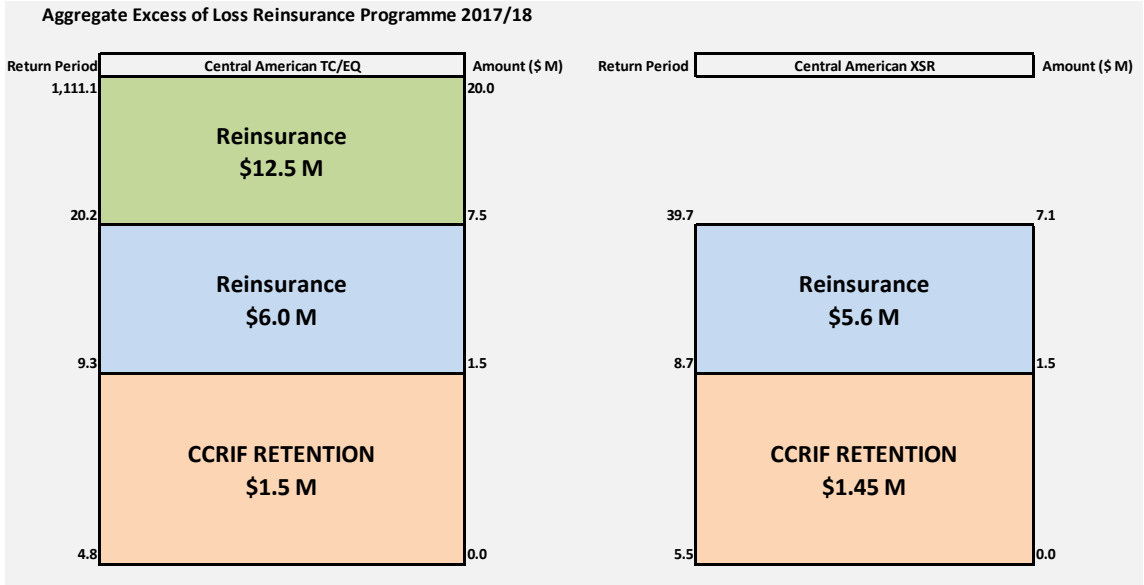 Aggregate Excess of Loss Reinsurance Programme 2017/18
Return Period Central American TC/EQ Amount ($ M)
1,111.1 20.0
Reinsurance
$12.5 M
20.2 7.5
Reinsurance
$6.0 M
9.3 1.5
CCRIF RETENTION
$1.5 M
4.8 0.0
Return Period Central American XSR Amount ($ M)
39.7 7.1
Reinsurance
$5.6 M
8.7 1.5
CCRIF RETENTION
$1.45 M
5.5 0.0